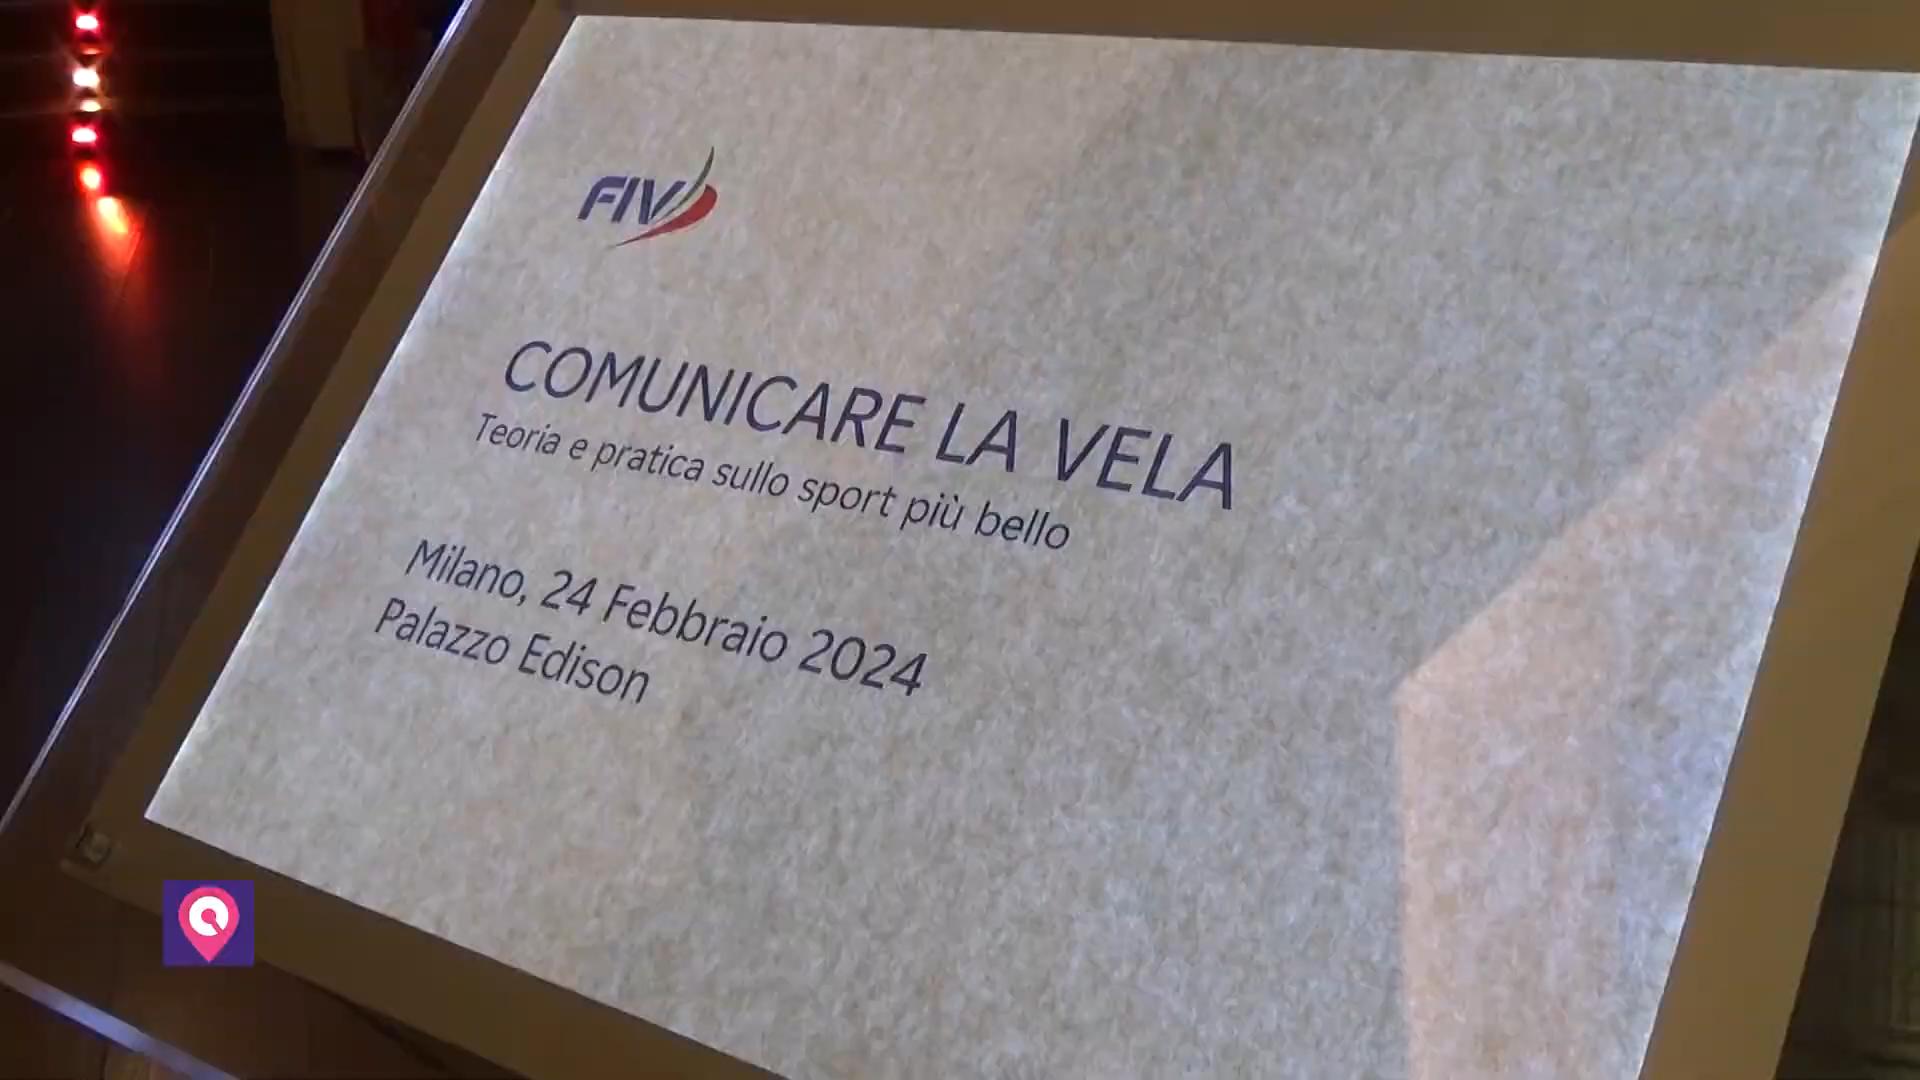 FIV
COMUNICARE LA VELA
Teoria e pratica sullo sport più bello
Milano, 24 Febbraio 2024
Palazzo Edison